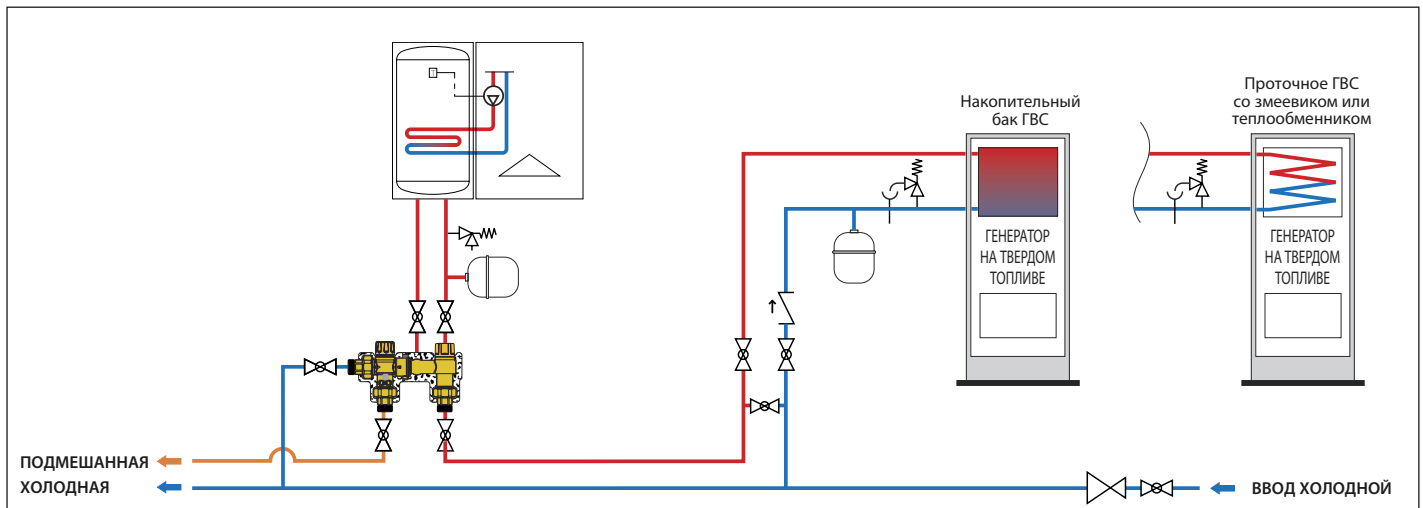 Накопительный
бак ГВС
Проточное ГВС
со змеевиком или
теплообменником
T
ГЕНЕРАТОР
НА ТВЕРДОМ
ТОПЛИВЕ
ГЕНЕРАТОР
НА ТВЕРДОМ
ТОПЛИВЕ
ПОДМЕШАННАЯ
ХОЛОДНАЯ
ВВОД ХОЛОДНОЙ